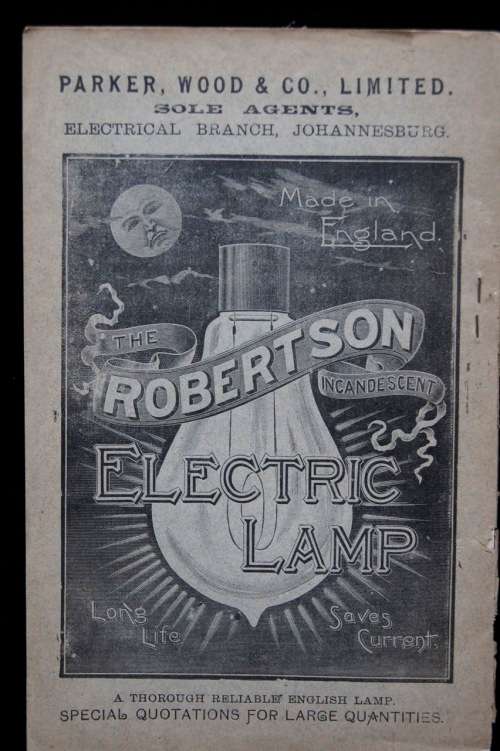 PARKER, WOOD & CO., LIMITED.
SOLE AGENTS,
ELECTRICAL BRANCH, JOHANNESBURG.
Made in
England.
THE
ROBERTSON
INCANDESCENT
ELECTRIC
LAMP
Long
Life
Saves
Current.
A THOROUGH RELIABLE ENGLISH LAMP.
SPECIAL QUOTATIONS FOR LARGE QUANTITIES.